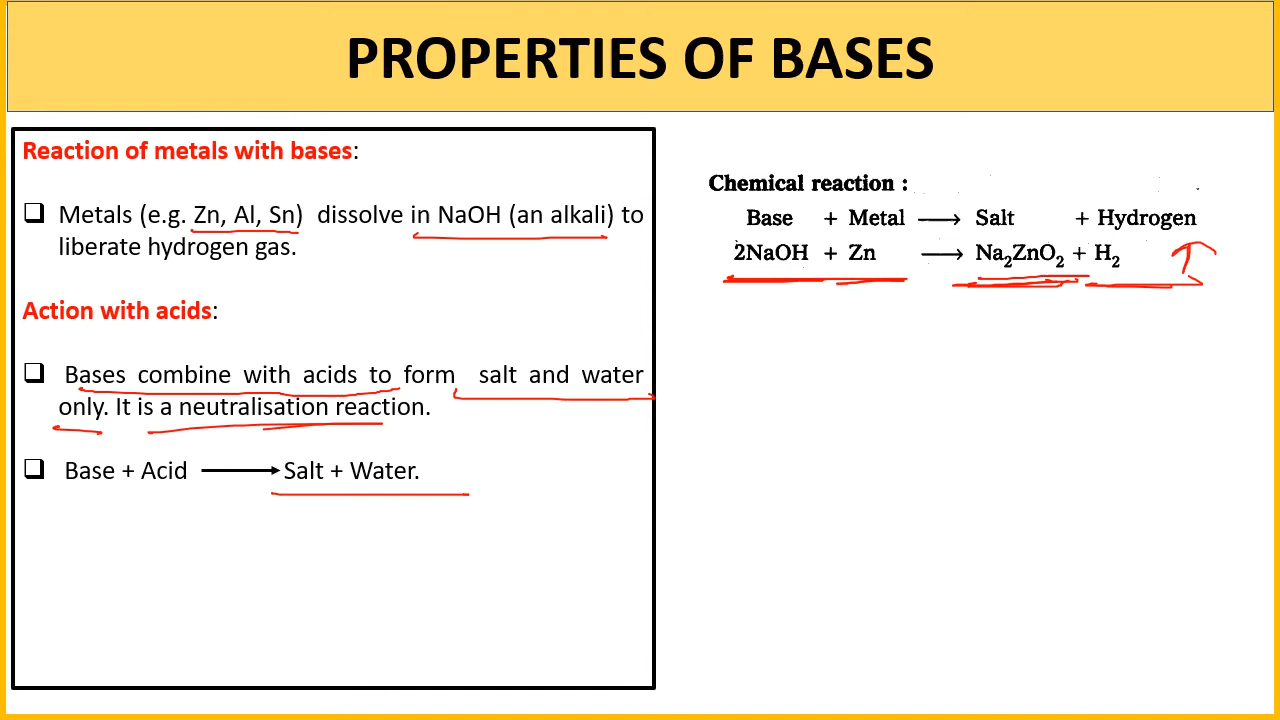 PROPERTIES OF BASES
Reaction of metals with bases:
❑ Metals (e.g. Zn, Al, Sn) dissolve in NaOH (an alkali) to
liberate hydrogen gas.
Action with acids:
❑ Bases combine with acids to form salt and water
only. It is a neutralisation reaction.
❑ Base + Acid ⟶ Salt + Water.
Chemical reaction :
Base + Metal ⟶ Salt + Hydrogen
2NaOH + Zn ⟶ Na₂ZnO₂ + H₂ ↑